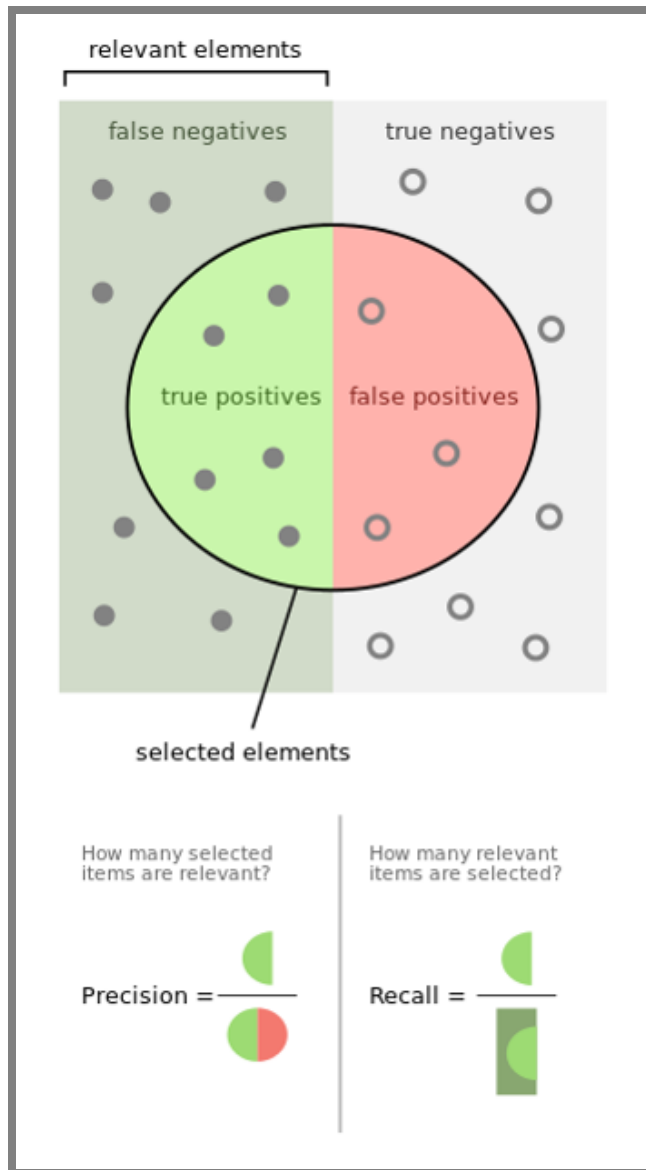 relevant elements
false negatives
true negatives
true positives
false positives
selected elements
How many selected
items are relevant?
How many relevant
items are selected?
Precision =
Recall =